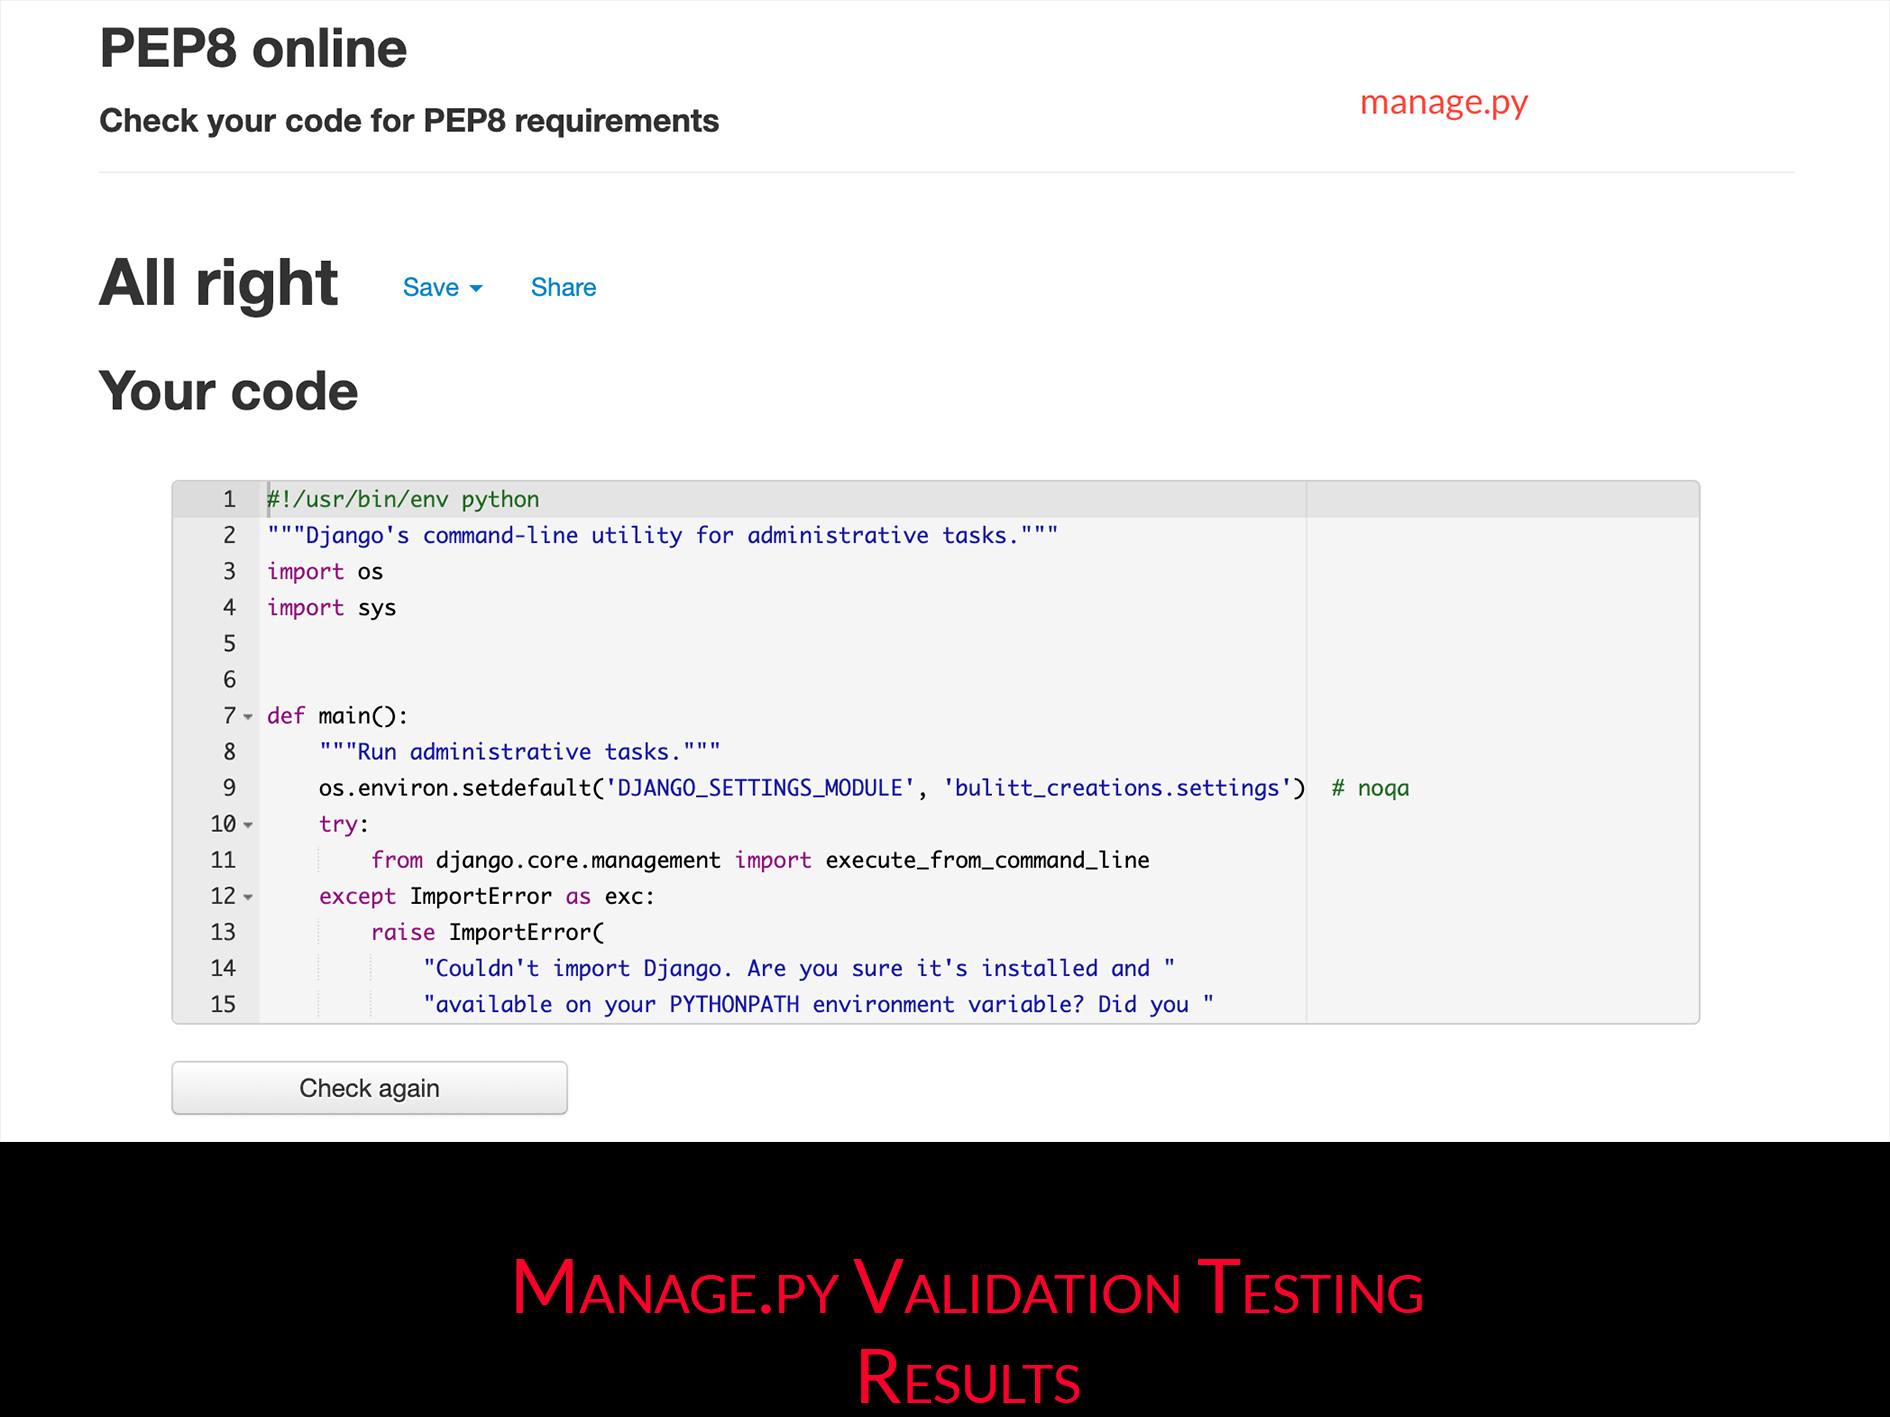 PEP8 online
Check your code for PEP8 requirements
manage.py
All right
Save
Share
Your code
1 #!/usr/bin/env python
2 """Django's command-line utility for administrative tasks."""
3 import os
4 import sys
5
6
7 def main():
8     """Run administrative tasks."""
9     os.environ.setdefault('DJANGO_SETTINGS_MODULE', 'bulitt_creations.settings')  # noqa
10     try:
11         from django.core.management import execute_from_command_line
12     except ImportError as exc:
13         raise ImportError(
14             "Couldn't import Django. Are you sure it's installed and "
15             "available on your PYTHONPATH environment variable? Did you "
Check again
Manage.py Validation Testing
Results